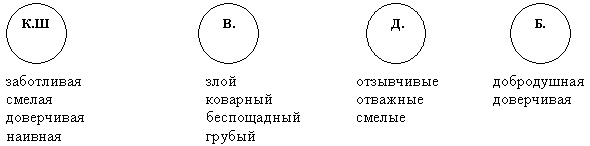 К.Ш В. Д. Б.
заботливая злой отзывчивые добродушная
смелая коварный отважные доверчивая
доверчивая беспощадный смелые
наивная грубый